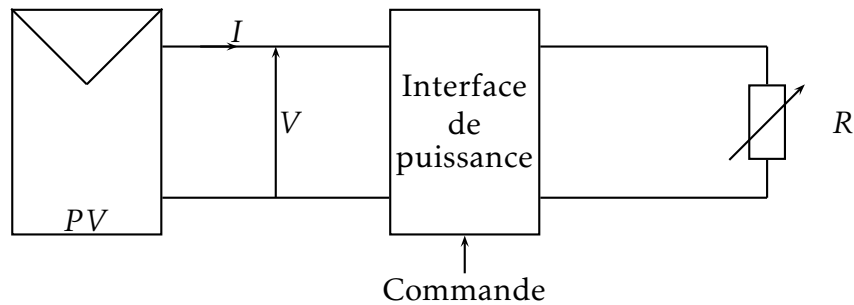 I
V
PV
Interface
de
puissance
R
Commande